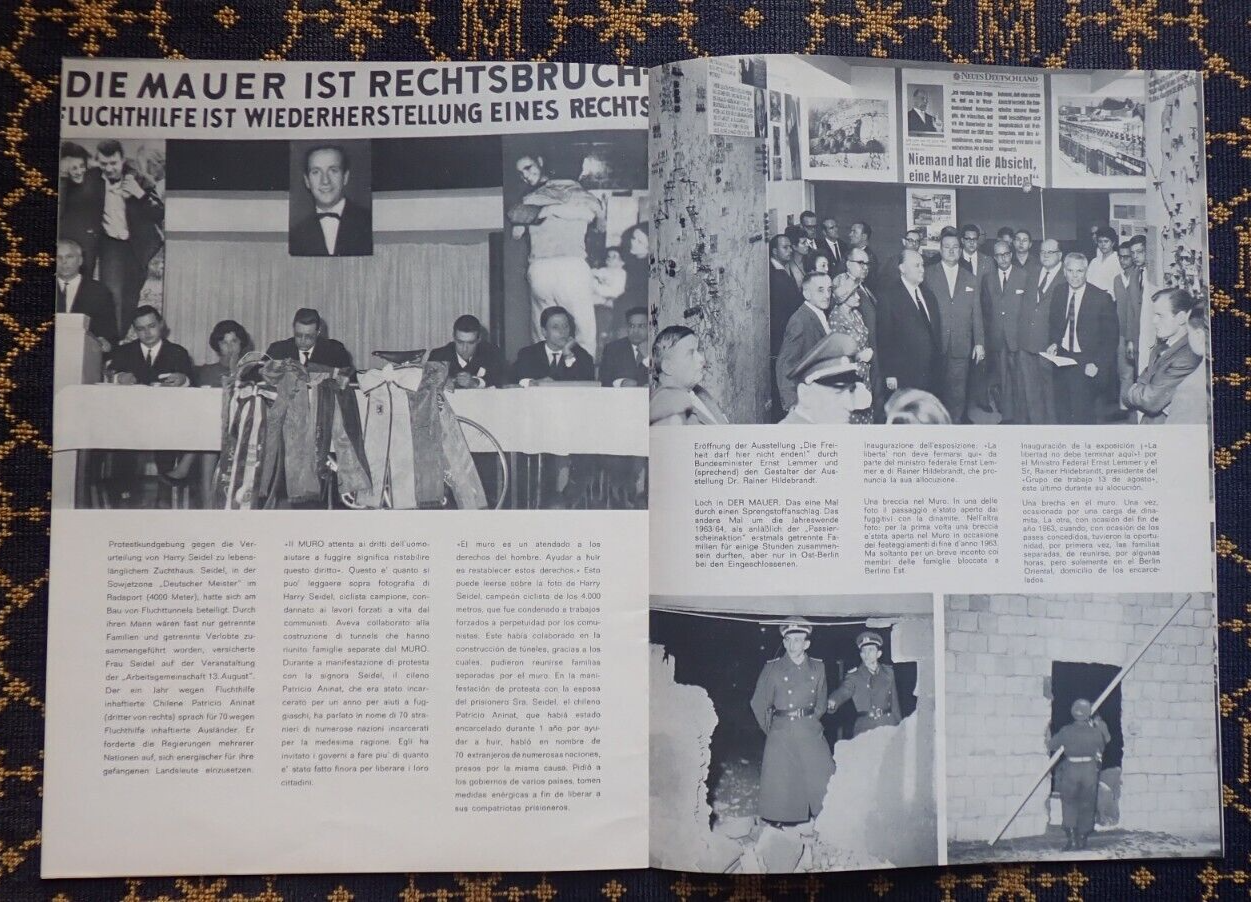 DIE MAUER IST RECHTSBRUCH-
FLUCHTHILFE IST WIEDERHERSTELLUNG EINES RECHTS
Protestkundgebung gegen die Ver-
urteilung von Harry Seidel zu lebens-
länglichem Zuchthaus. Seidel, in der
Sowjetzone „Deutscher Meister" im
Radsport (4000 Meter), hatte sich am
Bau von Fluchttunnels beteiligt. Durch
ihren Mann wären fast nur getrennte
Familien und getrennte Verlobte zu-
sammengeführt worden, versicherte
Frau Seidel auf der Veranstaltung
der „Arbeitsgemeinschaft 13. August".
Der ein Jahr wegen Fluchthilfe
inhaftierte Chilene Patricio Aninat
(dritter von rechts) sprach für 70 wegen
Fluchthilfe inhaftierte Ausländer. Er
forderte die Regierungen mehrerer
Nationen auf, sich energischer für ihre
gefangenen Landsleute einzusetzen.
«Il MURO attenta ai dritti dell'uomo,
aiutare a fuggire significa ristabilire
questo diritto». Questo e' quanto si
puo' leggere sopra fotografia di
Harry Seidel, ciclista campione, con-
dannato ai lavori forzati a vita dai
communisti. Aveva collaborato alla
costruzione di tunnels che hanno
riunito famiglie separate dal MURO.
Durante a manifestazione di protesta
con la signora Seidel, il cileno
Patricio Aninat, che era stato incar-
cerato per un anno per aiuti a fug-
giaschi, ha parlato in nome di 70 stra-
nieri di numerose nazioni incarcerati
per la medesima ragione. Egli ha
invitato i governi a fare piu' di quanto
e' stato fatto finora per liberare i loro
cittadini.
«El muro es un atendado a los
derechos del hombre. Ayudar a huir
es restablecer estos derechos.» Esta
puede leerse sobre la foto de Harry
Seidel, campeón ciclista de los 4.000
metros, que fue condenado a trabajos
forzados a perpetuidad por los comu-
nistas. Este había colaborado en la
construcción de túneles, gracias a los
cuales, pudieron reunirse familias
separadas por el muro. En la mani-
festación de protesta con la esposa
del prisionero Sra. Seidel, el chileno
Patricio Aninat, que había estado
encarcelado durante 1 año por ayu-
dar a huir, habló en nombre de
70 extranjeros de numerosas naciones,
presos por la misma causa. Pidió a
los gobiernos de varios países, tomen
medidas enérgicas a fin de liberar a
sus compatriotas prisioneros.
NEUES DEUTSCHLAND
Niemand hat die Absicht,
eine Mauer zu errichten!"
Eröffnung der Ausstellung „Die Frei-
heit darf hier nicht enden!" durch
Bundesminister Ernst Lemmer und
(sprechend) den Gestalter der Aus-
stellung Dr. Rainer Hildebrandt.
Loch in DER MAUER. Das eine Mal
durch einen Sprengstoffanschlag. Das
andere Mal um die Jahreswende
1963/64, als anläßlich der „Passier-
scheinaktion" erstmals getrennte Fa-
milien für einige Stunden zusammen-
sein durften, aber nur in Ost-Berlin
bei den Eingeschlossenen.
Inaugurazione dell'esposizione: «La
liberta' non deve fermarsi qui» da
parte del ministro federale Ernst Lem-
mer e di Rainer Hildebrandt, che pro-
nuncia la sua allocuzione.
Una breccia nel Muro. In una delle
foto il passaggio e'stato aperto dai
fuggitivi con la dinamite. Nell'altra
foto: per la prima volta una breccia
e'stata aperta nel Muro in occasione
dei festeggiamenti di fine d'anno 1963.
Ma soltanto per un breve incontro coi
membri delle famiglie bloccate a
Berlino Est.
Inauguración de la exposición (»La
libertad no debe terminar aquí«) por
el Ministro Federal Ernst Lemmer y el
Sr. Rainer Hildebrandt, presidente del
«Grupo de trabajo 13 de agosto»,
éste último durante su alocución.
Una brecha en el muro. Una vez,
ocasionado por una carga de dina-
mita. La otra, con ocasión del fin de
año 1963, cuando, con ocasión de los
pases concedidos, tuvieron la oportu-
nidad, por primera vez, las familias
separadas, de reunirse, por algunas
horas, pero solamente en el Berlín
Oriental, domicilio de los encarce-
lados.